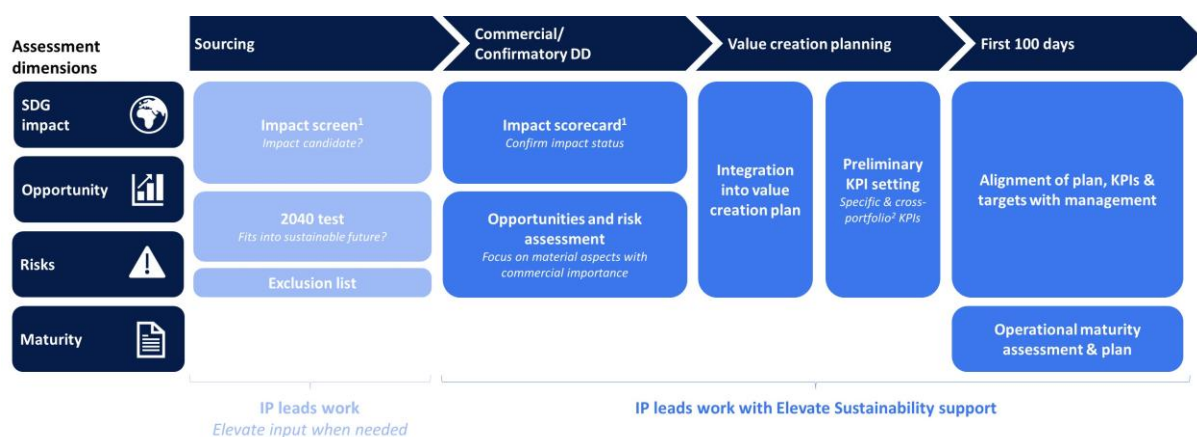 Assessment
dimensions
Sourcing
Commercial/
Confirmatory DD
Value creation planning
First 100 days
SDG
impact
Opportunity
Risks
Maturity
Impact screen¹
Impact candidate?
2040 test
Fits into sustainable future?
Exclusion list
Impact scorecard¹
Confirm impact status
Opportunities and risk
assessment
Focus on material aspects with
commercial importance
Integration
into value
creation plan
Preliminary
KPI setting
Specific & cross-
portfolio² KPIs
Alignment of plan, KPIs &
targets with management
Operational maturity
assessment & plan
IP leads work
Elevate input when needed
IP leads work with Elevate Sustainability support